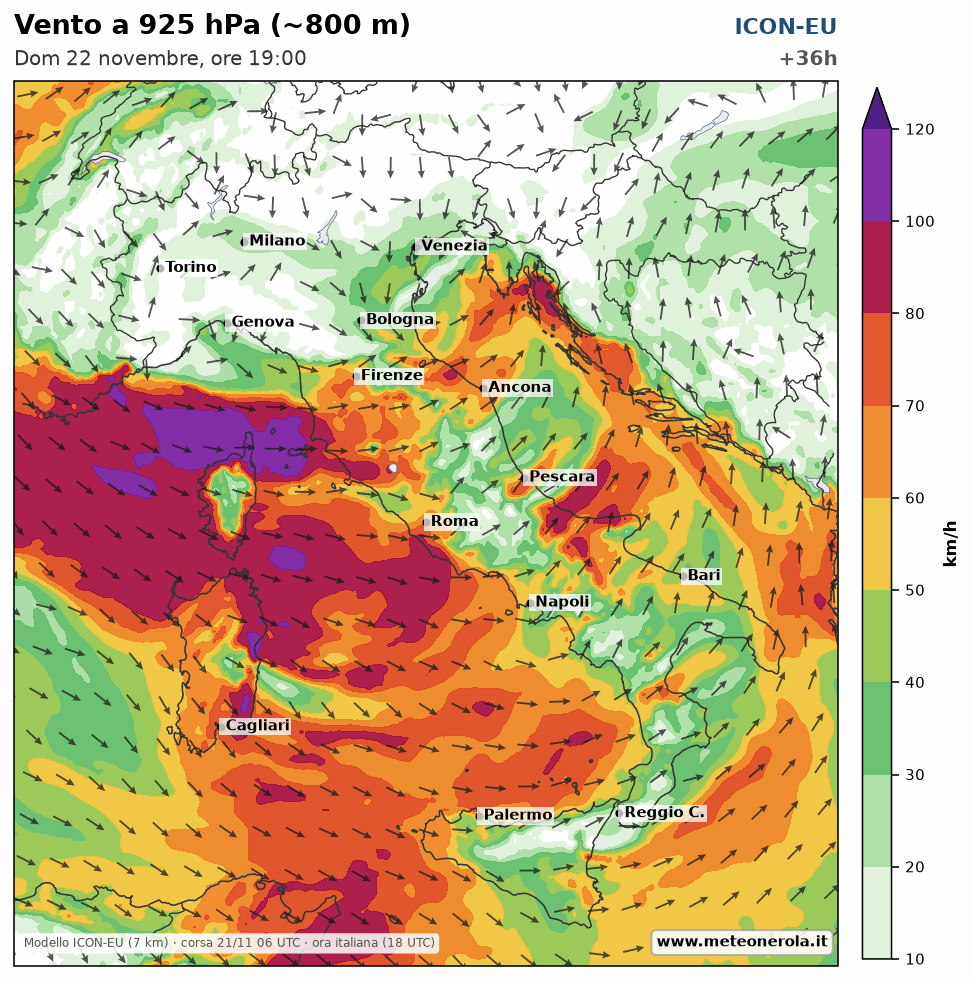 Vento a 925 hPa (~800 m)
ICON-EU
Dom 22 novembre, ore 19:00
+36h
120
100
80
70
60
50
40
30
20
10
km/h
Venezia
Milano
Torino
Bologna
Genova
Firenze
Ancona
Pescara
Roma
Bari
Napoli
Cagliari
Palermo
Reggio C.
Modello ICON-EU (7 km) · corsa 21/11 06 UTC · ora italiana (18 UTC)
www.meteonerola.it